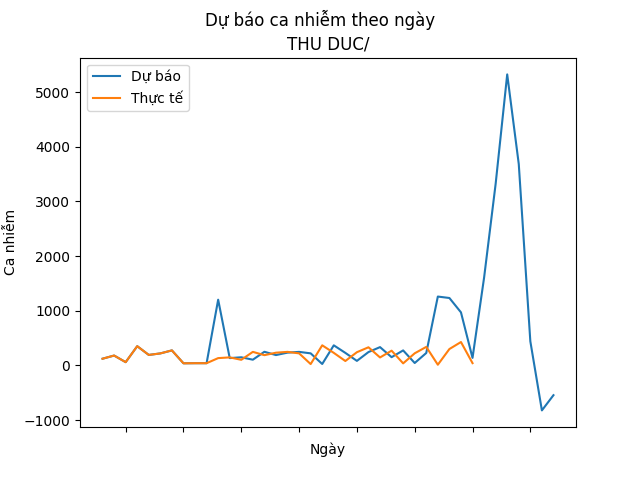 Dự báo ca nhiễm theo ngày
THU DUC/
Dự báo
Thực tế
5000
4000
3000
2000
1000
0
−1000
Ca nhiễm
Ngày